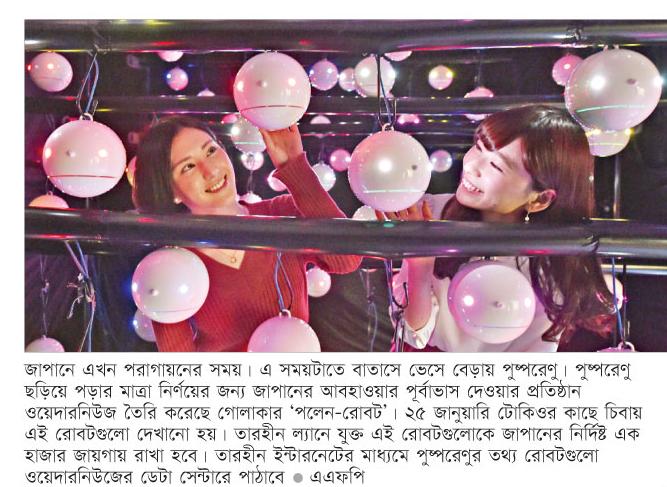 জাপানে এখন পরাগায়নের সময়। এ সময়টাতে বাতাসে ভেসে বেড়ায় পুষ্পরেণু। পুষ্পরেণু
ছড়িয়ে পড়ার মাত্রা নির্ণয়ের জন্য জাপানের আবহাওয়ার পূর্বাভাস দেওয়ার প্রতিষ্ঠান
ওয়েদারনিউজ তৈরি করেছে গোলাকার ‘পলেন-রোবট’। ২৫ জানুয়ারি টোকিওর কাছে চিবায়
এই রোবটগুলো দেখানো হয়। তারহীন ল্যানে যুক্ত এই রোবটগুলোকে জাপানের নির্দিষ্ট এক
হাজার জায়গায় রাখা হবে। তারহীন ইন্টারনেটের মাধ্যমে পুষ্পরেণুর তথ্য রোবটগুলো
ওয়েদারনিউজের ডেটা সেন্টারে পাঠাবে ● এএফপি